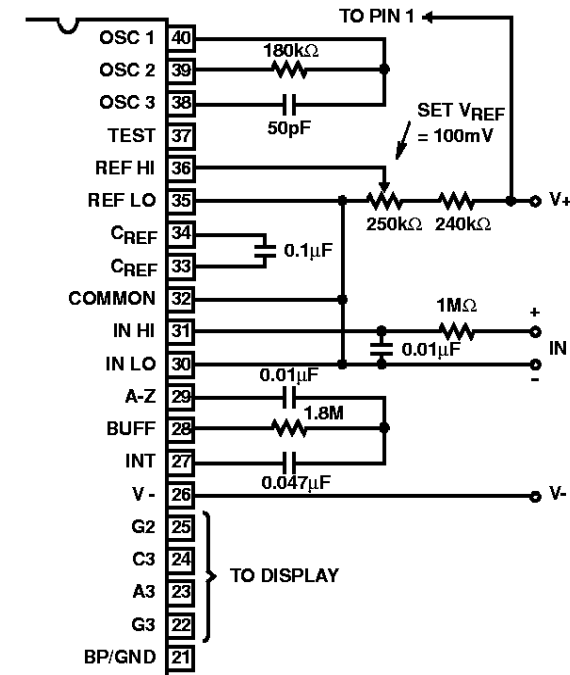 TO PIN 1
OSC 1 40
180kΩ
OSC 2 39
OSC 3 38
50pF
SET VREF
= 100mV
TEST 37
REF HI 36
REF LO 35
V+
250kΩ 240kΩ
CREF 34
0.1µF
CREF 33
COMMON 32
1MΩ
+
IN HI 31
0.01µF
IN
IN LO 30
-
0.01µF
A-Z 29
1.8M
BUFF 28
INT 27
0.047µF
V - 26
V-
G2 25
C3 24
TO DISPLAY
A3 23
G3 22
BP/GND 21